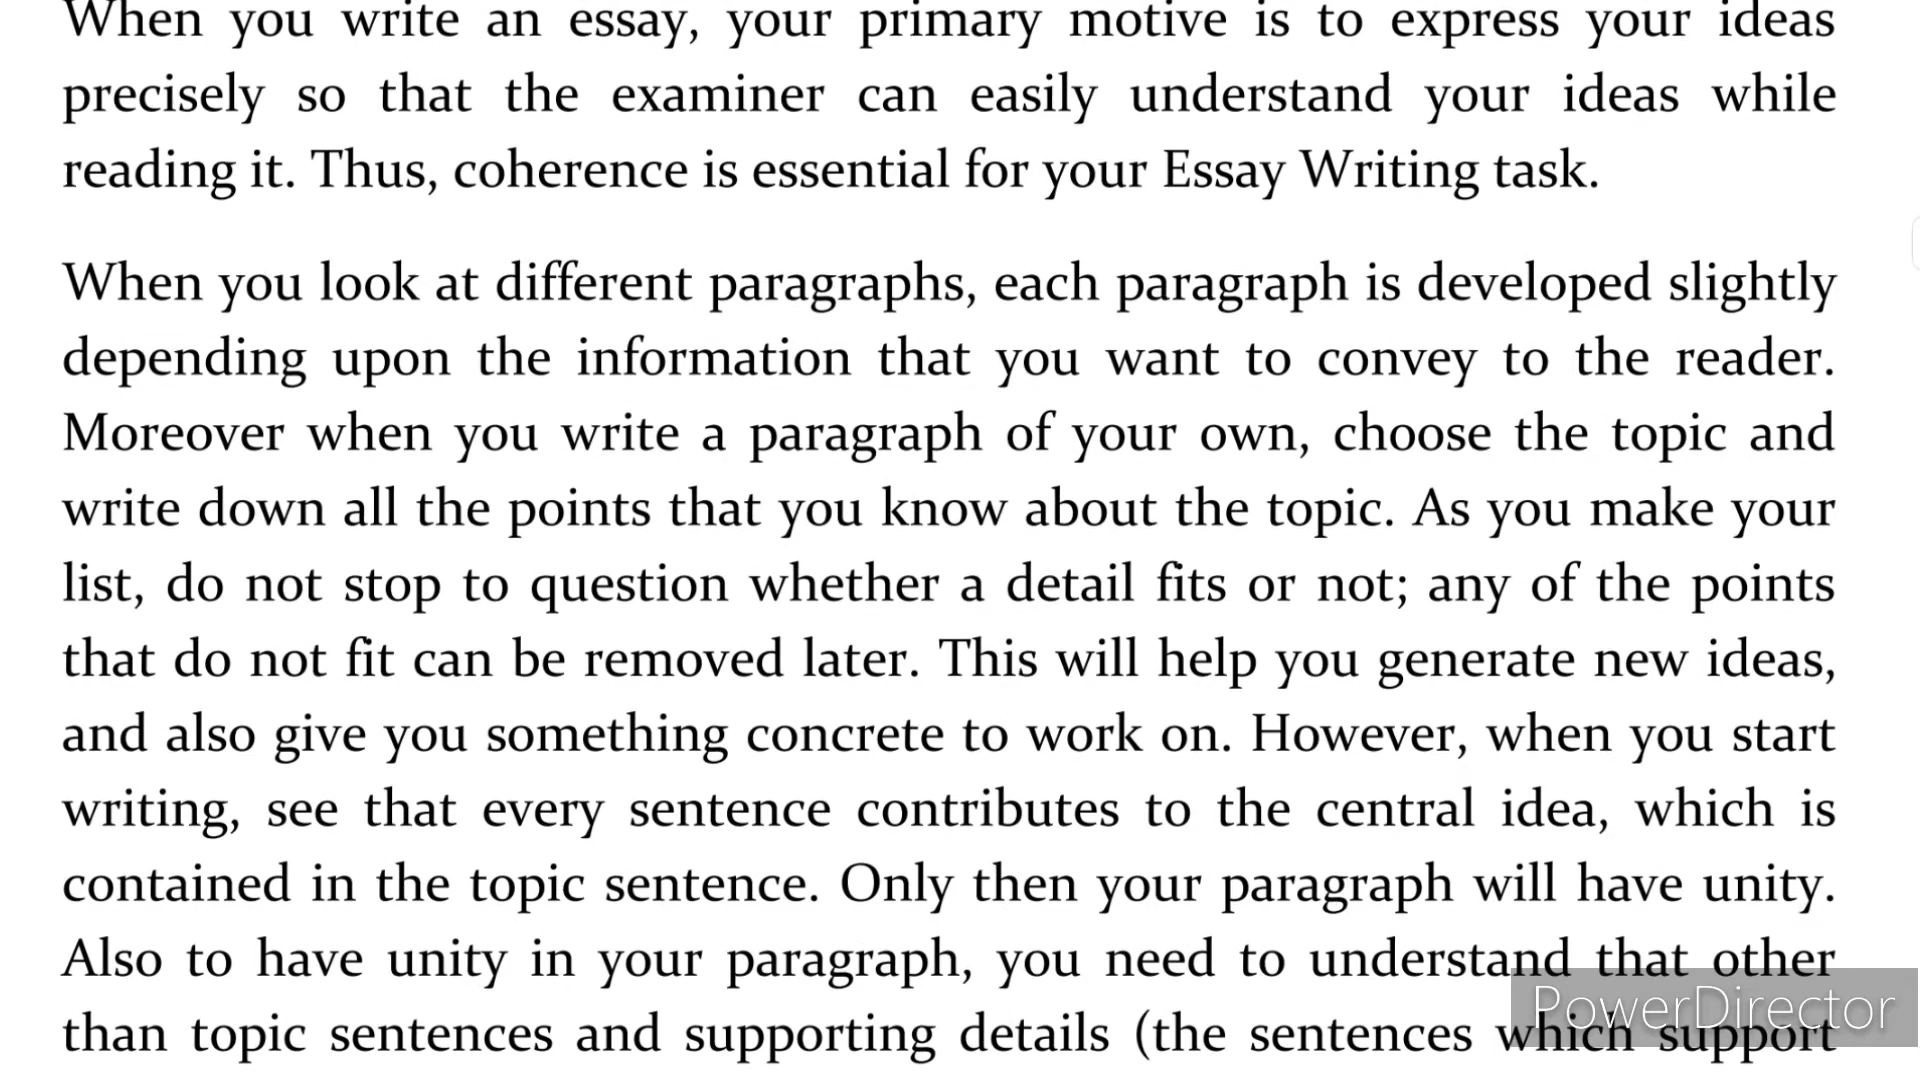 When you write an essay, your primary motive is to express your ideas
precisely so that the examiner can easily understand your ideas while
reading it. Thus, coherence is essential for your Essay Writing task.
When you look at different paragraphs, each paragraph is developed slightly
depending upon the information that you want to convey to the reader.
Moreover when you write a paragraph of your own, choose the topic and
write down all the points that you know about the topic. As you make your
list, do not stop to question whether a detail fits or not; any of the points
that do not fit can be removed later. This will help you generate new ideas,
and also give you something concrete to work on. However, when you start
writing, see that every sentence contributes to the central idea, which is
contained in the topic sentence. Only then your paragraph will have unity.
Also to have unity in your paragraph, you need to understand that other
than topic sentences and supporting details (the sentences which support
PowerDirector